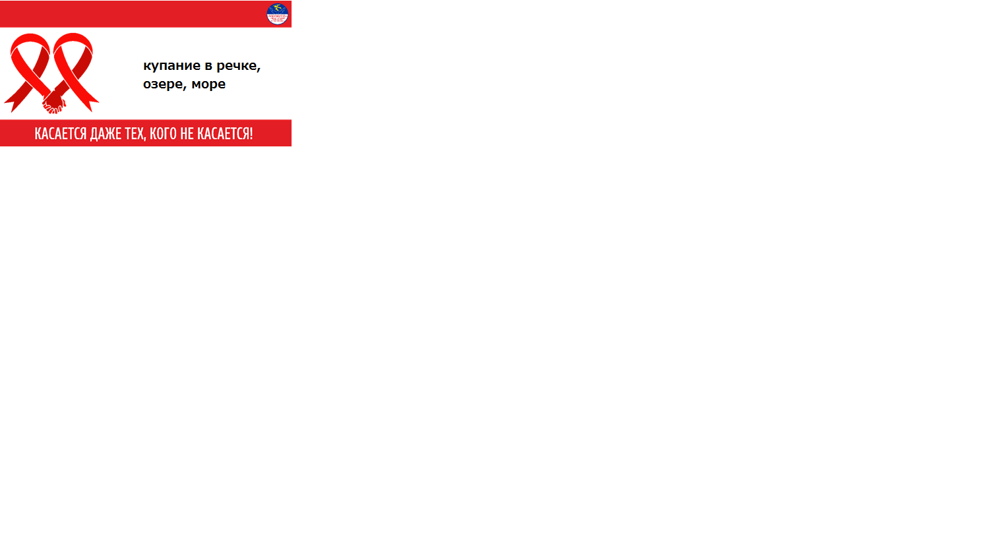 купание в речке,
озере, море
КАСАЕТСЯ ДАЖЕ ТЕХ, КОГО НЕ КАСАЕТСЯ!